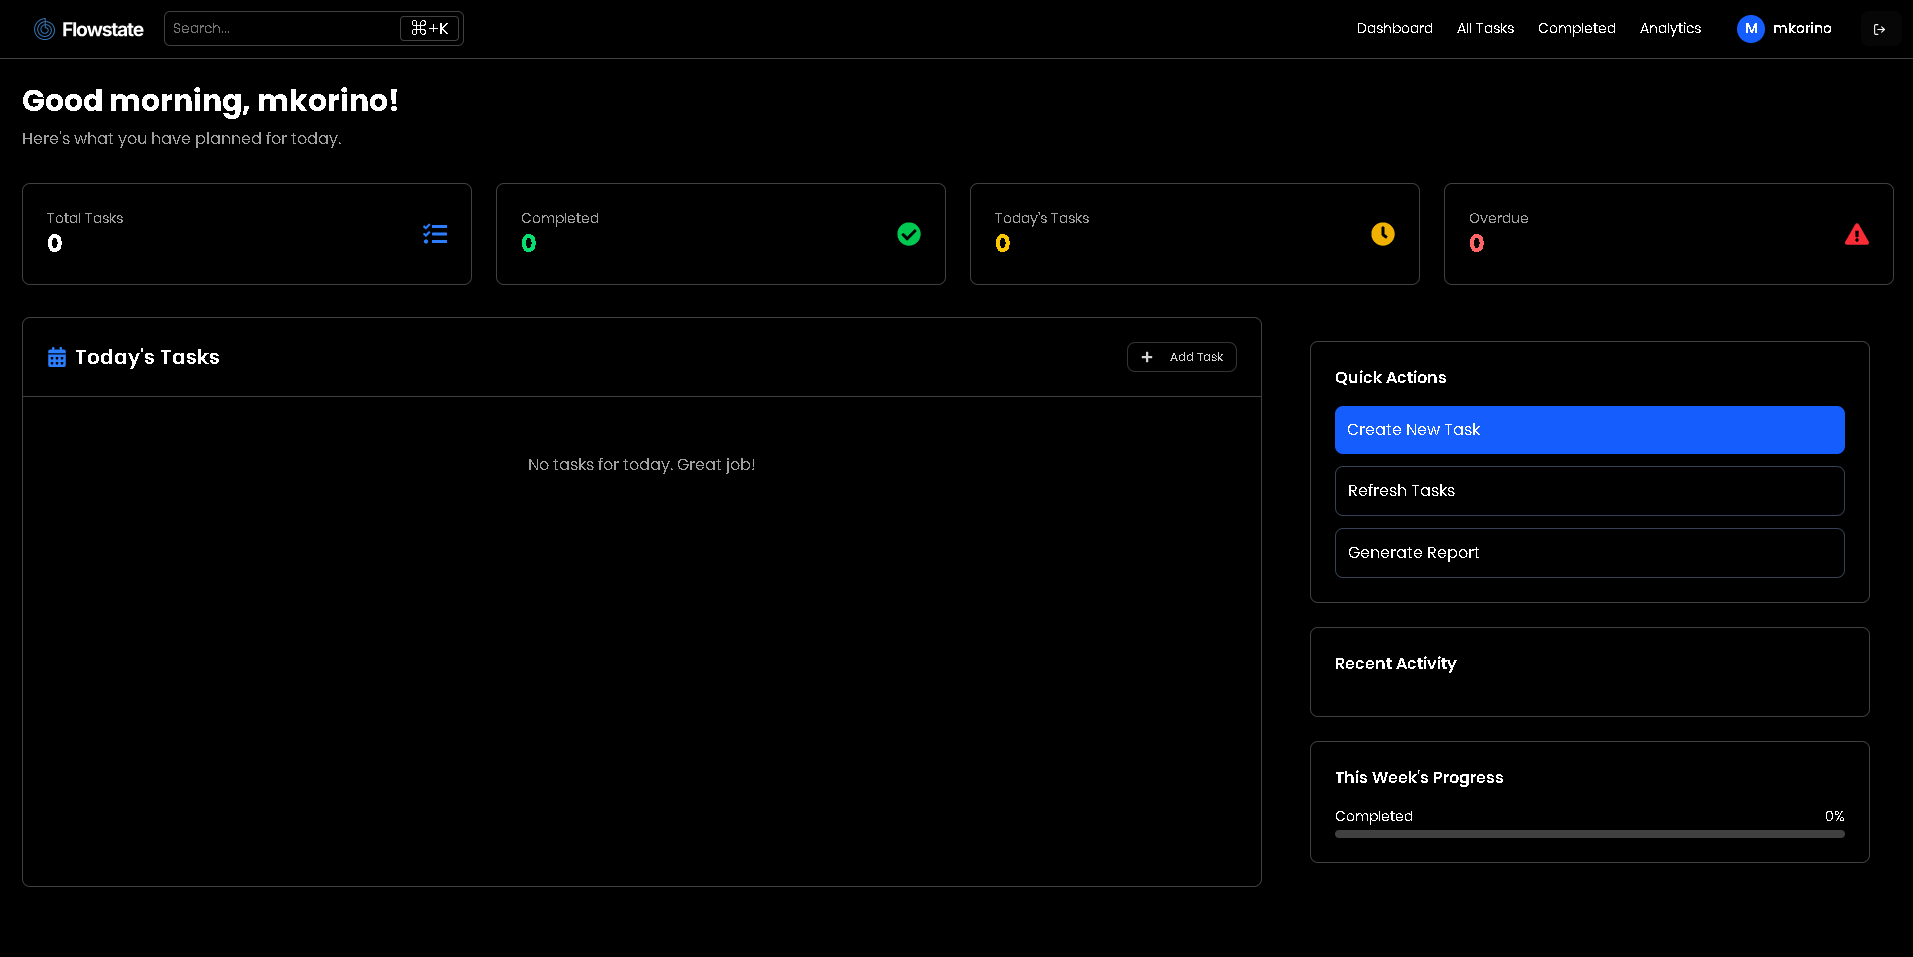 Flowstate
Search...
⌘+K
Dashboard
All Tasks
Completed
Analytics
M
mkorino
Good morning, mkorino!
Here's what you have planned for today.
Total Tasks
0
Completed
0
Today's Tasks
0
Overdue
0
Today's Tasks
+ Add Task
No tasks for today. Great job!
Quick Actions
Create New Task
Refresh Tasks
Generate Report
Recent Activity
This Week's Progress
Completed 0%